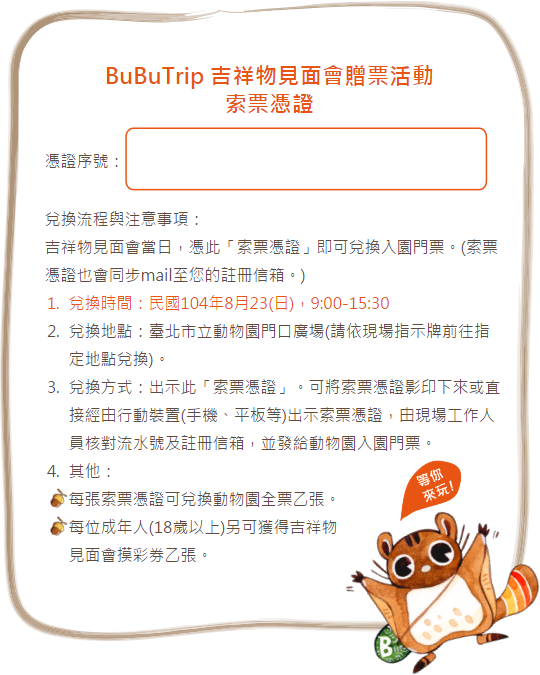 BuBuTrip 吉祥物見面會贈票活動
索票憑證
憑證序號：
兌換流程與注意事項：
吉祥物見面會當日，憑此「索票憑證」即可兌換入園門票。(索票
憑證也會同步mail至您的註冊信箱。)
1. 兌換時間：民國104年8月23(日)，9:00-15:30
2. 兌換地點：臺北市立動物園門口廣場(請依現場指示牌前往指
定地點兌換)。
3. 兌換方式：出示此「索票憑證」。可將索票憑證影印下來或直
接經由行動裝置(手機、平板等)出示索票憑證，由現場工作人
員核對流水號及註冊信箱，並發給動物園入園門票。
4. 其他：
每張索票憑證可兌換動物園全票乙張。
每位成年人(18歲以上)另可獲得吉祥物
見面會摸彩券乙張。
等你
來玩!
B